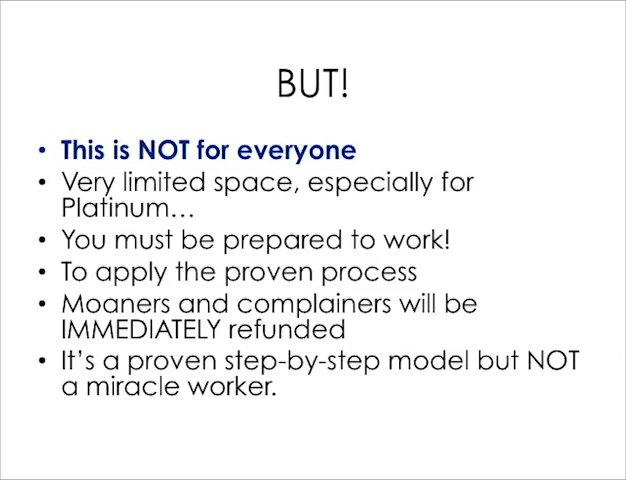 BUT!
• This is NOT for everyone
• Very limited space, especially for
Platinum…
• You must be prepared to work!
• To apply the proven process
• Moaners and complainers will be
IMMEDIATELY refunded
• It's a proven step-by-step model but NOT
a miracle worker.